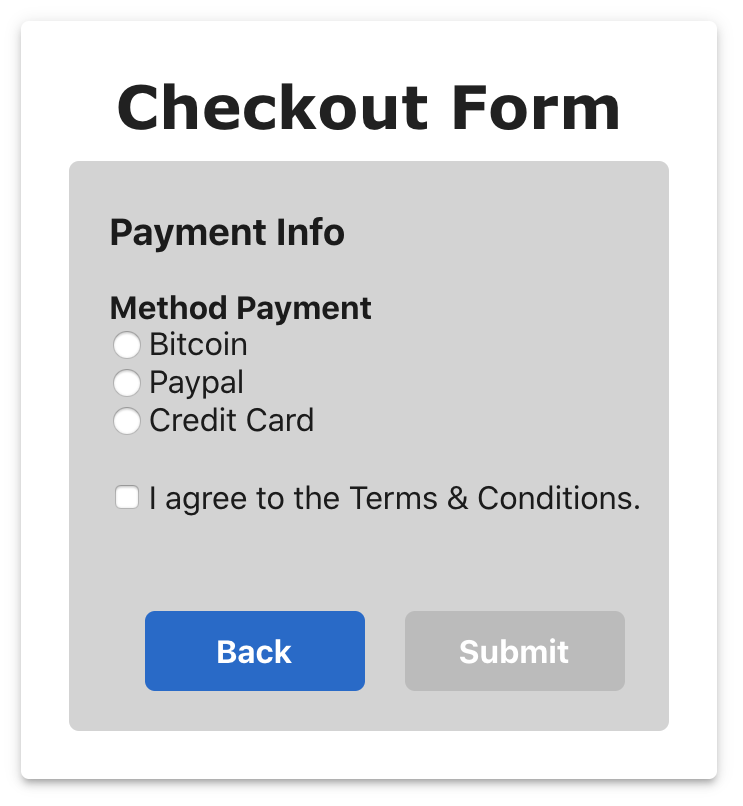 Checkout Form
Payment Info
Method Payment
Bitcoin
Paypal
Credit Card
I agree to the Terms & Conditions.
Back Submit